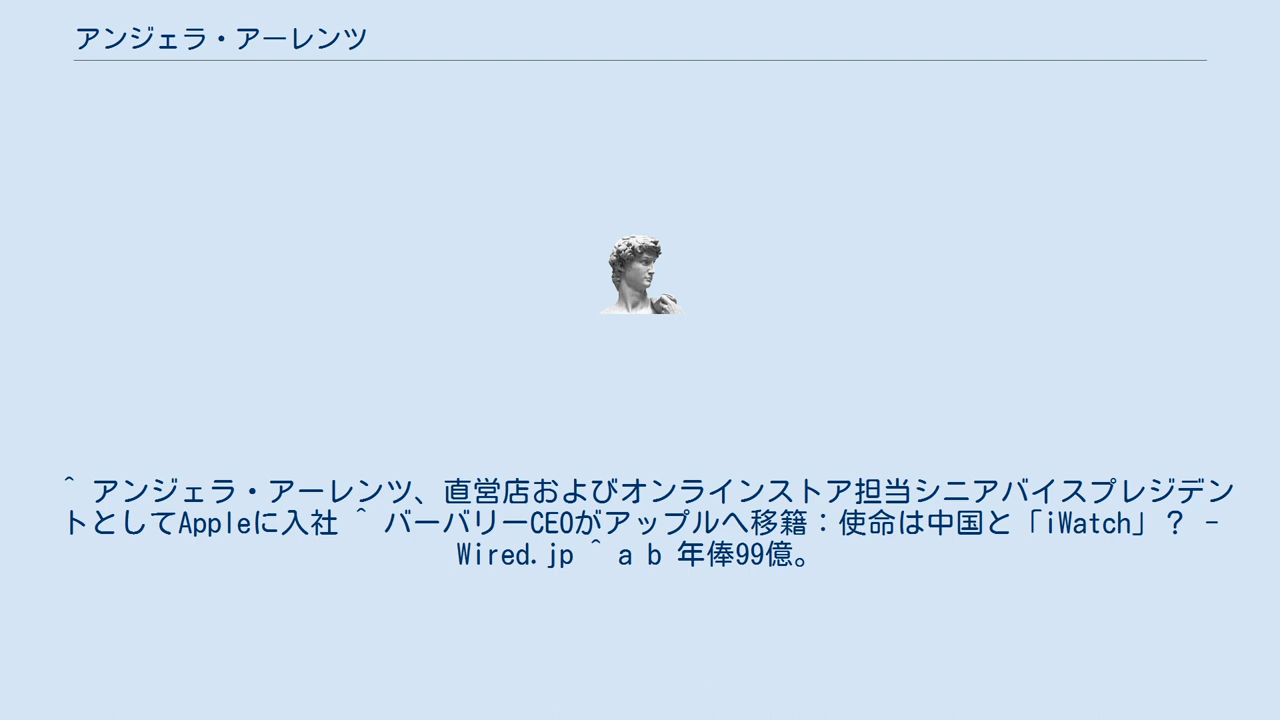 アンジェラ・アーレンツ
^ アンジェラ・アーレンツ、直営店およびオンラインストア担当シニアバイスプレジデン
トとしてAppleに入社 ^ バーバリーCEOがアップルへ移籍：使命は中国と「iWatch」？ -
Wired.jp ^ a b 年俸99億。